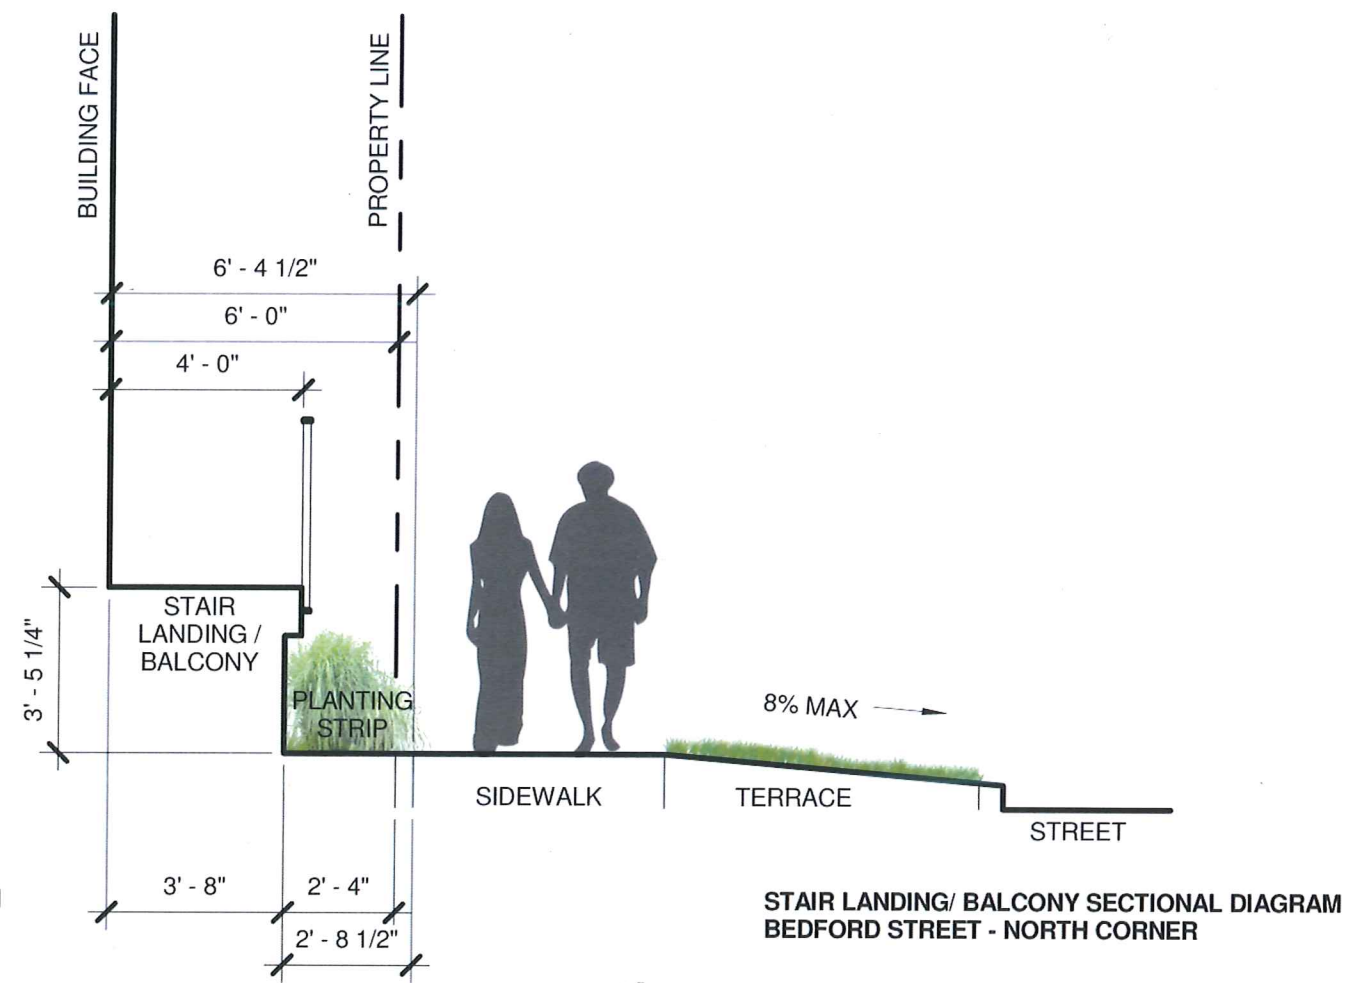 BUILDING FACE
PROPERTY LINE
6' - 4 1/2"
6' - 0"
4' - 0"
STAIR
LANDING /
BALCONY
3' - 5 1/4"
PLANTING
STRIP
8% MAX
SIDEWALK
TERRACE
STREET
3' - 8"
2' - 4"
2' - 8 1/2"
STAIR LANDING/ BALCONY SECTIONAL DIAGRAM
BEDFORD STREET - NORTH CORNER